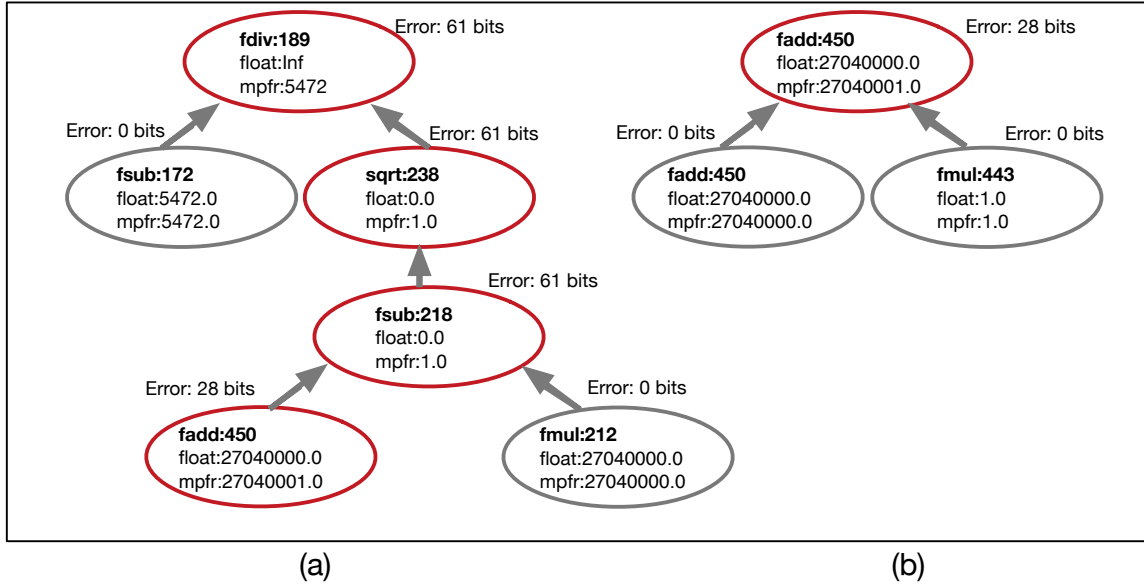 Error: 61 bits
fdiv:189
float:Inf
mpfr:5472
Error: 0 bits
Error: 61 bits
fsub:172
float:5472.0
mpfr:5472.0
sqrt:238
float:0.0
mpfr:1.0
Error: 61 bits
fsub:218
float:0.0
mpfr:1.0
Error: 28 bits
Error: 0 bits
fadd:450
float:27040000.0
mpfr:27040001.0
fmul:212
float:27040000.0
mpfr:27040000.0
(a)
Error: 28 bits
fadd:450
float:27040000.0
mpfr:27040001.0
Error: 0 bits
Error: 0 bits
fadd:450
float:27040000.0
mpfr:27040000.0
fmul:443
float:1.0
mpfr:1.0
(b)